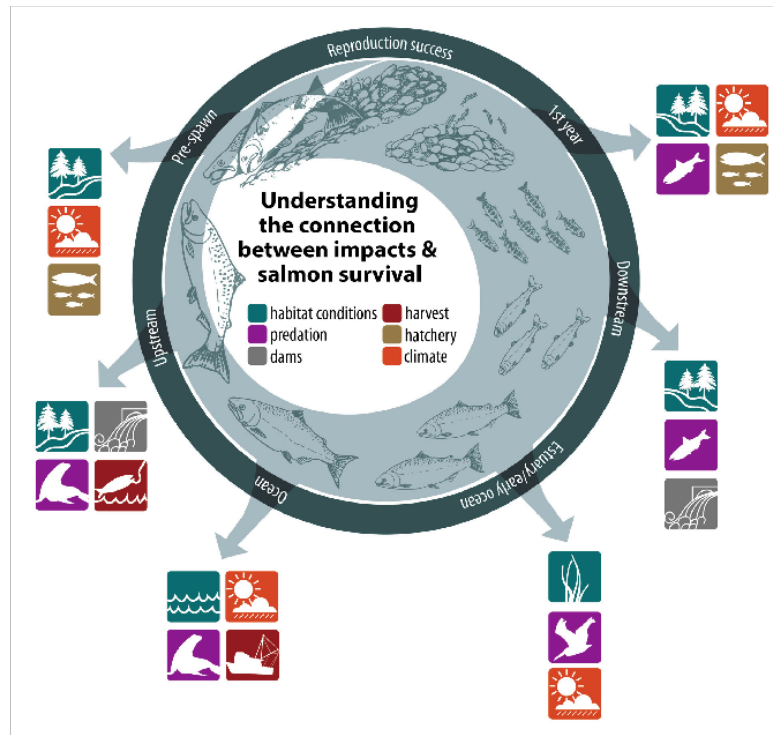 Reproduction success
1st year
Downstream
Estuary/early ocean
Ocean
Upstream
Pre-spawn
Understanding
the connection
between impacts &
salmon survival
habitat conditions
harvest
predation
hatchery
dams
climate